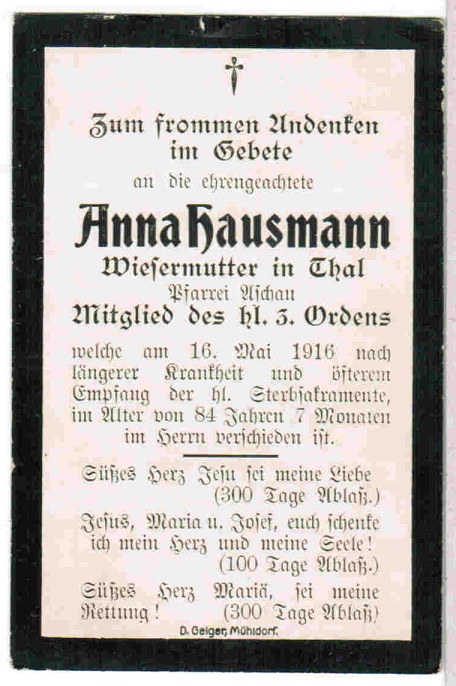 Zum frommen Andenken
im Gebete
an die ehrengeachtete
Anna Hausmann
Wiesermutter in Thal
Pfarrei Aschau
Mitglied des hl. 3. Ordens
welche am 16. Mai 1916 nach
längerer Krankheit und öfterem
Empfang der hl. Sterbsakramente,
im Alter von 84 Jahren 7 Monaten
im Herrn verschieden ist.
Süßes Herz Jesu sei meine Liebe
(300 Tage Ablaß.)
Jesus, Maria u. Josef, euch schenke
ich mein Herz und meine Seele!
(100 Tage Ablaß.)
Süßes Herz Mariä, sei meine
Rettung! (300 Tage Ablaß)
D. Geiger, Mühldorf.